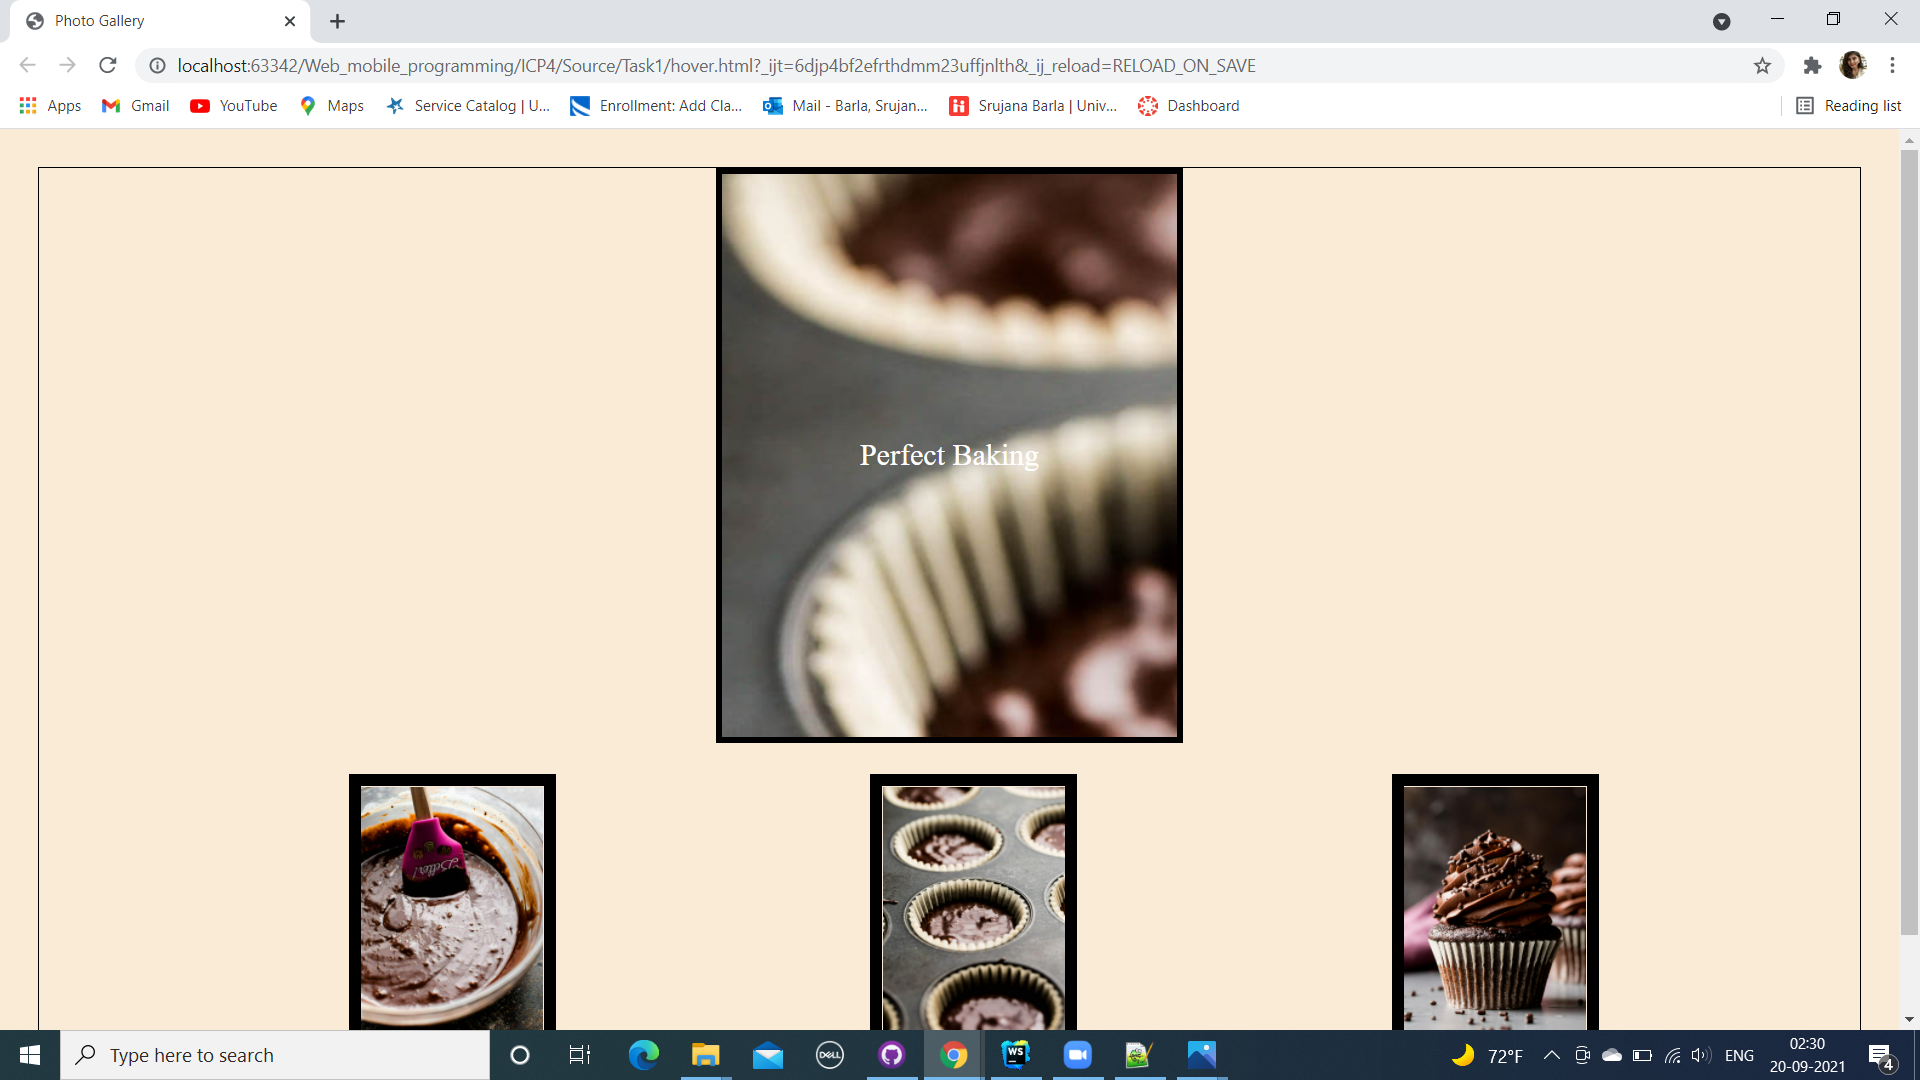 Photo Gallery
localhost:63342/Web_mobile_programming/ICP4/Source/Task1/hover.html?_ijt=6djp4bf2efrthdmm23uffjnlth&_ij_reload=RELOAD_ON_SAVE
Apps Gmail YouTube Maps Service Catalog | U... Enrollment: Add Cla... Mail - Barla, Srujan... Srujana Barla | Univ... Dashboard Reading list
Perfect Baking
Type here to search
DELL
WS
72°F
ENG
02:30
20-09-2021
4